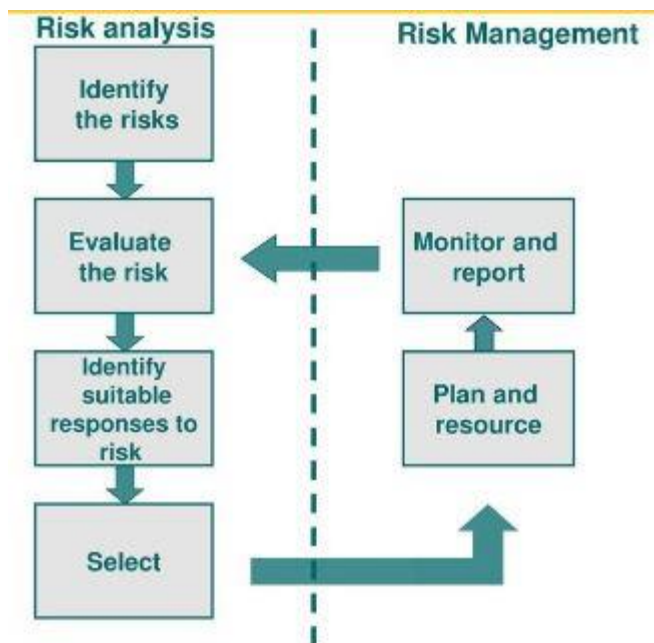 Risk analysis
Identify
the risks
Evaluate
the risk
Identify
suitable
responses to
risk
Select
Risk Management
Monitor and
report
Plan and
resource